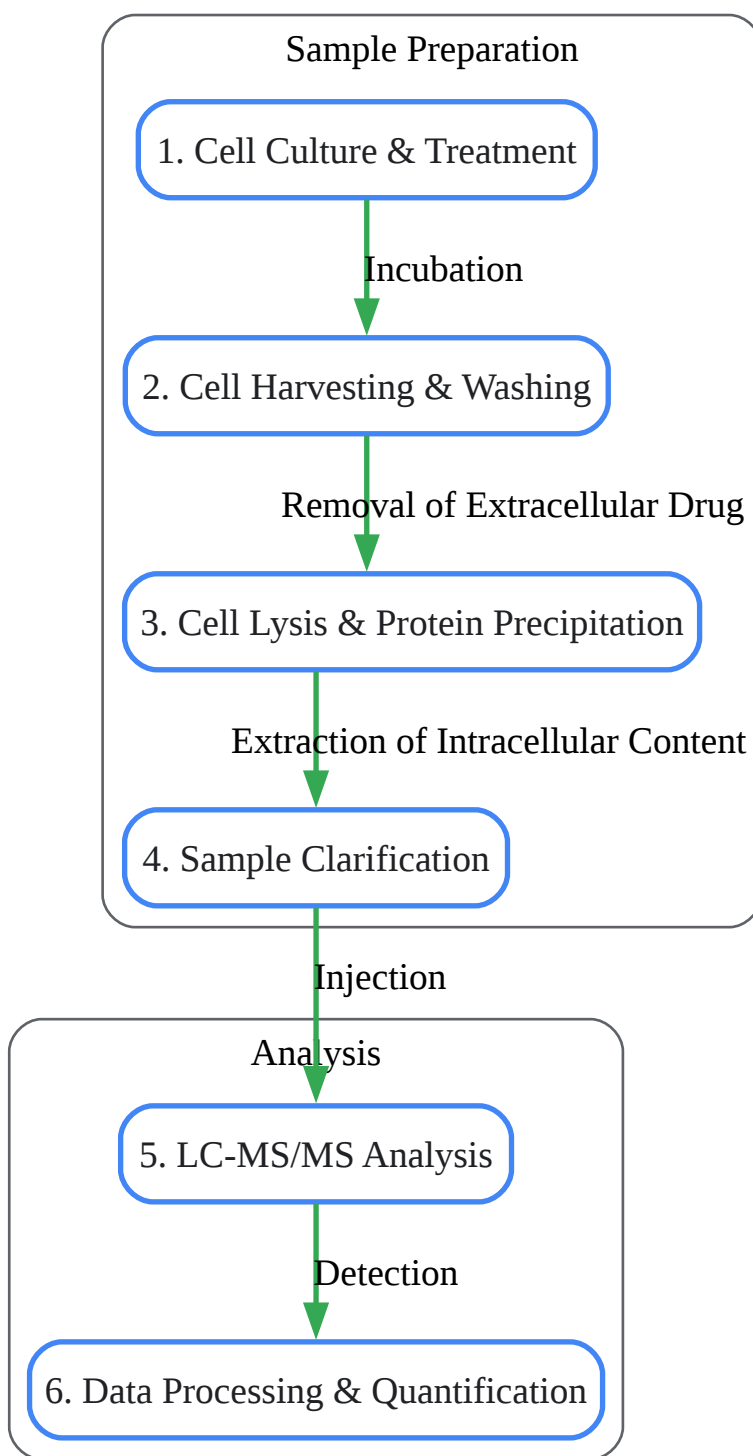 Sample Preparation
1. Cell Culture & Treatment
Incubation
2. Cell Harvesting & Washing
Removal of Extracellular Drug
3. Cell Lysis & Protein Precipitation
Extraction of Intracellular Content
4. Sample Clarification
Injection
Analysis
5. LC-MS/MS Analysis
Detection
6. Data Processing & Quantification